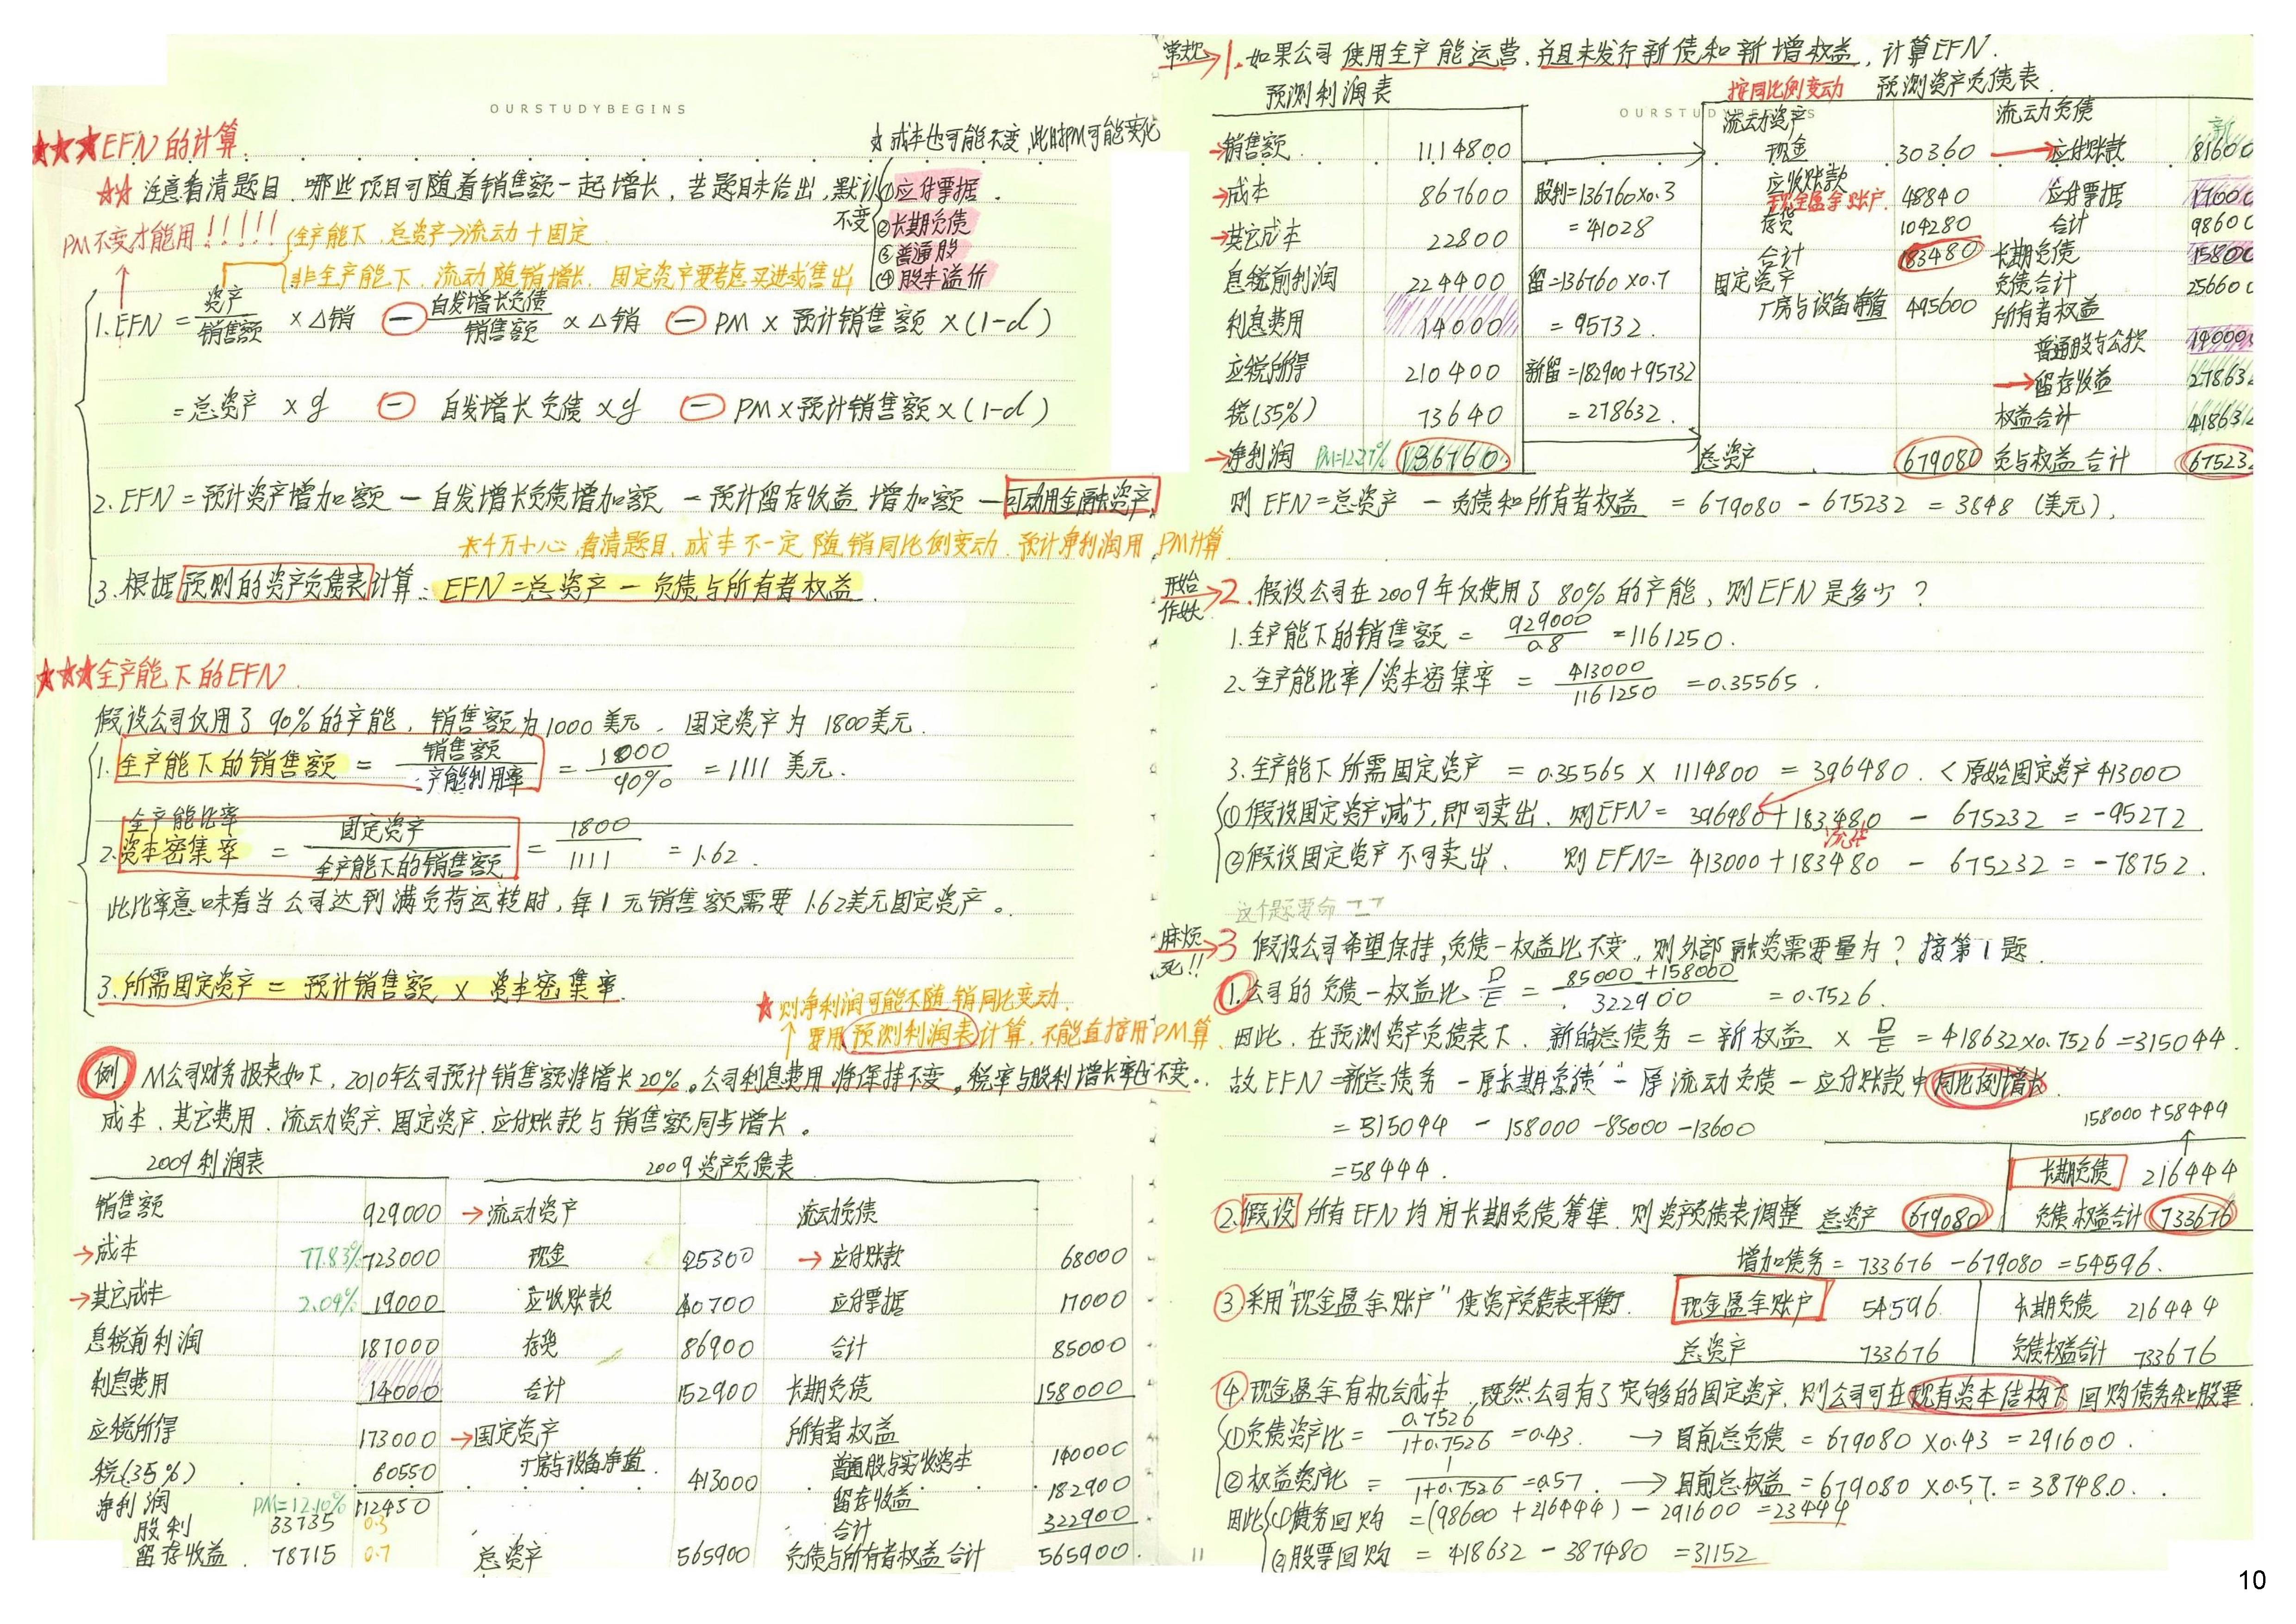 OURSTUDYBEGINS
★★★EFN的计算.
☆ 成本也可能不变,此时PM可能变化
★★ 注意看清题目.哪些项目可随着销售额一起增长,若题目未给出,默认不变
①应付票据.
②长期负债
③普通股
④股本溢价
PM不变才能用!!!!!
全产能下.总资产→流动+固定
非全产能下.流动随销增长.固定资产要考虑买进或售出
1.EFN = 资产/销售额 × △销 ⊖ 自发增长负债/销售额 × △销 ⊖ PM × 预计销售额 ×(1-d)
=总资产 × g ⊖ 自发增长负债 × g ⊖ PM×预计销售额×(1-d)
2.EFN =预计资产增加额 - 自发增长负债增加额 - 预计留存收益增加额 - 可动用金融资产.
*千万小心,看清题目,成本不一定随销同比例变动.预计净利润用PM计算
3.根据预测的资产负债表计算: EFN =总资产 - 负债与所有者权益.
★★★全产能下的EFN.
假设公司仅用了90%的产能,销售额为1000美元.固定资产为1800美元.
1.全产能下的销售额 = 销售额/产能利用率 = 1000/90% = 1111 美元.
全产能比率
2.资本密集率 = 固定资产/全产能下的销售额 = 1800/1111 = 1.62.
此比率意味着当公司达到满负荷运转时,每1元销售额需要1.62美元固定资产。
3.所需固定资产 = 预计销售额 × 资本密集率.
★则净利润可能不随销同比变动.
↑要用预测利润表计算,不能直接用PM算.
例 M公司财务报表如下,2010年公司预计销售额将增长20%。公司利息费用将保持不变。税率与股利增长率也不变.
成本.其它费用.流动资产.固定资产.应付账款与销售额同步增长。
2009利润表 2009资产负债表
销售额 929000 →流动资产 流动负债
→成本 77.83% 723000 现金 25300 →应付账款 68000
→其它成本 2.04% 19000 应收账款 40700 应付票据 17000
息税前利润 187000 存货 86900 合计 85000
利息费用 14000 合计 152900 长期负债 158000
应税所得 173000 →固定资产 所有者权益
税(35%) 60550 厂房与设备净值 413000 普通股与实收资本 140000
净利润 PM=12.10% 112450 留存收益 182900
股利 33735 0.3 合计 322900
留存收益 78715 0.7 总资产 565900 负债与所有者权益合计 565900.
常规→1.如果公司使用全产能运营.并且未发行新债和新增权益,计算EFN.
预测利润表 按同比例变动 预测资产负债表.
OURSTUD S
流动资产 流动负债 新
→销售额 1114800 现金 30360 →应付账款 81600
→成本 867600 股利=136760×0.3 应收账款 48840 应付票据 17000
现金盈余账户.
→其它成本 22800 =41028 存货 104280 合计 98600
合计 183480 长期负债 15800
息税前利润 224400 留=136760×0.7 固定资产 负债合计 25660
利息费用 14000 =95732. 厂房与设备净值 495600 所有者权益
普通股与公积 14000
应税所得 210400 新留=182900+95732 →留存收益 27863
税(35%) 73640 =278632. 权益合计 41863
→净利润 PM=12.27% 136760. 总资产 679080 负与权益合计 67523
则EFN=总资产 - 负债和所有者权益 = 679080 - 675232 = 3848 (美元),
开始作妖→2.假设公司在2009年仅使用了80%的产能,则EFN是多少?
1.全产能下的销售额 = 929000/0.8 =1161250.
2.全产能比率/资本密集率 = 413000/1161250 =0.35565.
3.全产能下所需固定资产 = 0.35565 × 1114800 = 396480. < 原始固定资产413000
①假设固定资产减少,即可卖出.则EFN = 396480+183480 - 675232 = -95272
流动
②假设固定资产不可卖出. 则EFN= 413000+183480 - 675232 = -78752.
这个题要命
麻烦死!!→3 假设公司希望保持,负债-权益比不变,则外部融资需要量为?接第1题.
1.公司的负债-权益比 D/E = 85000+158000/322900 =0.7526.
因此.在预测资产负债表下.新的总债务 = 新权益 × D/E = 418632×0.7526=315044.
故EFN =新总债务 - 原长期负债 - 原流动负债 - 应付账款中同比例增长.
=315044 - 158000 -85000 -13600
=58444.
158000+58444
长期负债 216444
②假设所有EFN均用长期负债筹集.则资产负债表调整 总资产 679080 负债权益合计 733676
增加债务 = 733676 - 679080 =54596.
③采用"现金盈余账户"使资产负债表平衡. 现金盈余账户 54596. 长期负债 216444
总资产 733676 负债权益合计 733676
④.现金盈余有机会成本.既然公司有了足够的固定资产.则公司可在现有资本结构下回购债务和股票.
①负债资产比 = 0.7526/1+0.7526 =0.43. → 目前总负债 = 679080×0.43 =291600.
②权益资产比 = 1/1+0.7526 =0.57. → 目前总权益 =679080×0.57.=387480.
因此①债务回购 =(98600+216444) - 291600 =23444
②股票回购 = 418632 - 387480 =31152
11
10